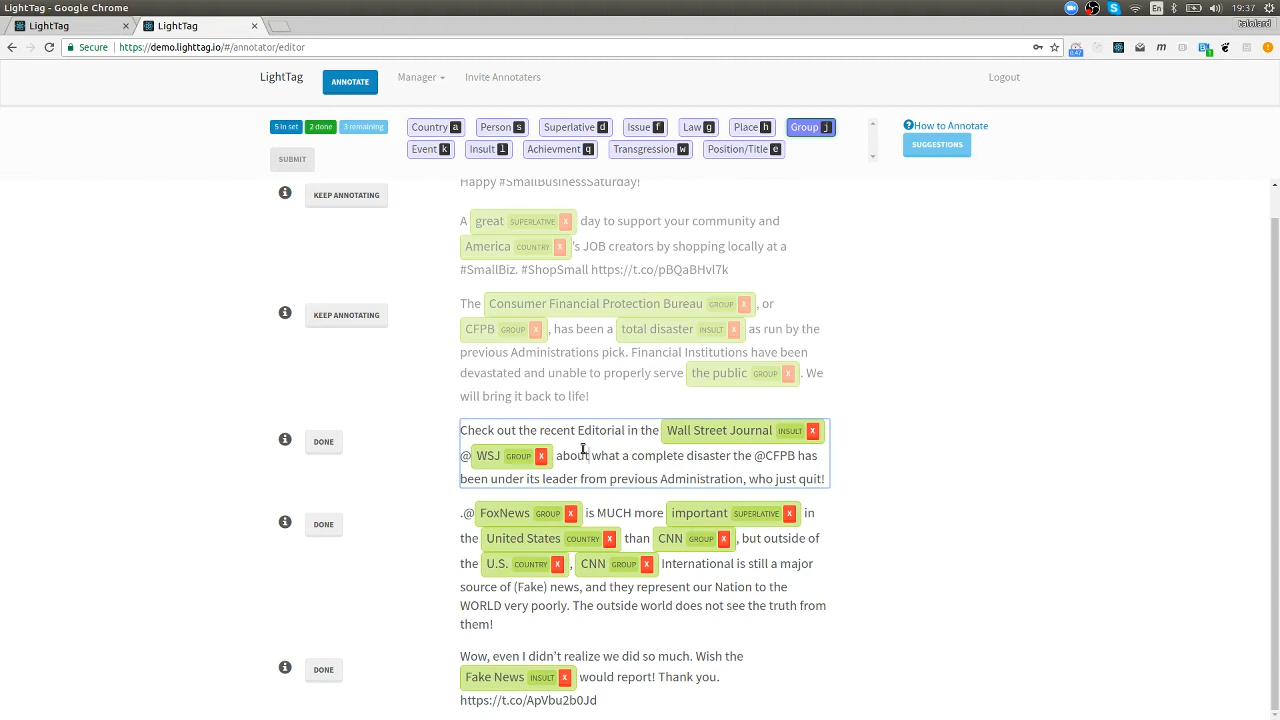 LightTag - Google Chrome
En
19:37
LightTag x
LightTag x
talolard
Secure https://demo.lighttag.io/#/annotator/editor
LightTag ANNOTATE Manager Invite Annotaters Logout
5 in set 2 done 3 remaining
Country a Person s Superlative d Issue f Law g Place h Group j
Event k Insult l Achievment q Transgression w Position/Title e
How to Annotate
SUGGESTIONS
SUBMIT
Happy #SmallBusinessSaturday!
KEEP ANNOTATING
A great SUPERLATIVE X day to support your community and
America COUNTRY X 's JOB creators by shopping locally at a
#SmallBiz. #ShopSmall https://t.co/pBQaBHvl7k
KEEP ANNOTATING
The Consumer Financial Protection Bureau GROUP X , or
CFPB GROUP X , has been a total disaster INSULT X as run by the
previous Administrations pick. Financial Institutions have been
devastated and unable to properly serve the public GROUP X . We
will bring it back to life!
DONE
Check out the recent Editorial in the Wall Street Journal INSULT X
@ WSJ GROUP X about what a complete disaster the @CFPB has
been under its leader from previous Administration, who just quit!
DONE
.@ FoxNews GROUP X is MUCH more important SUPERLATIVE X in
the United States COUNTRY X than CNN GROUP X , but outside of
the U.S. COUNTRY X , CNN GROUP X International is still a major
source of (Fake) news, and they represent our Nation to the
WORLD very poorly. The outside world does not see the truth from
them!
DONE
Wow, even I didn't realize we did so much. Wish the
Fake News INSULT X would report! Thank you.
https://t.co/ApVbu2b0Jd